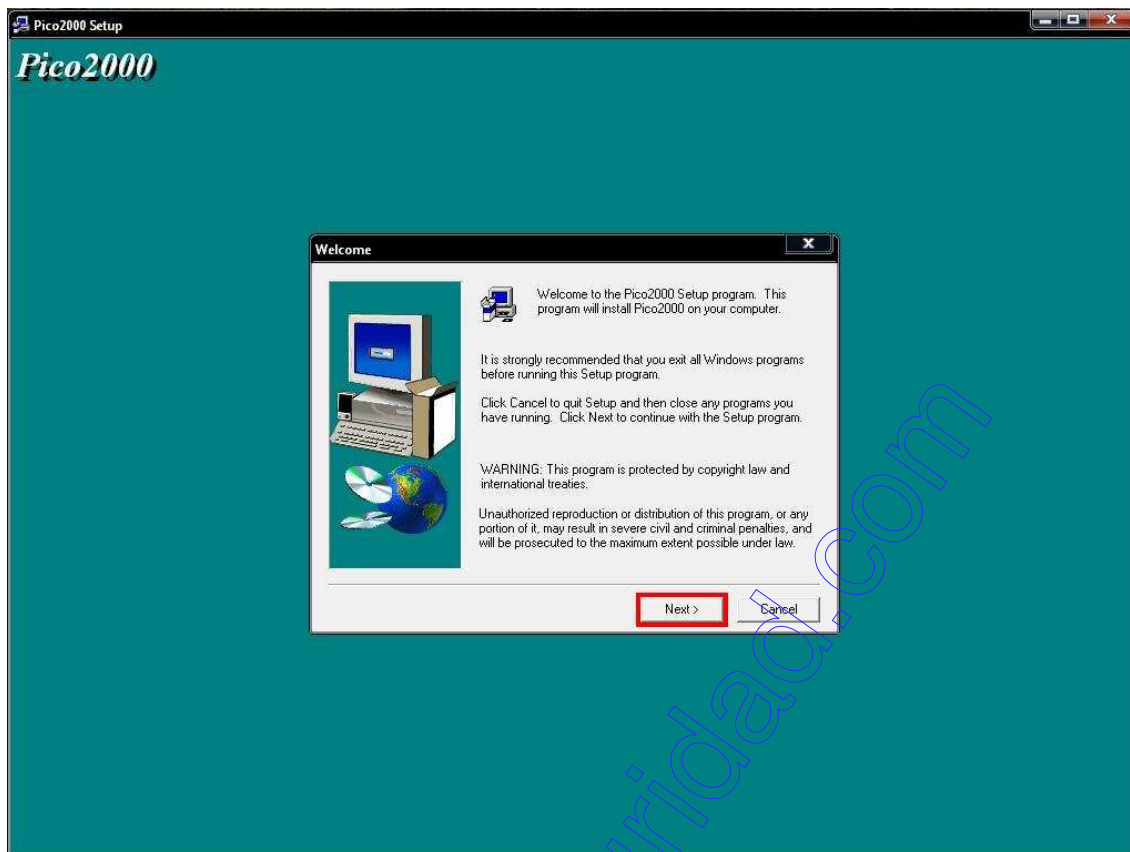 Pico2000 Setup
Pico2000
Welcome
Welcome to the Pico2000 Setup program. This
program will install Pico2000 on your computer.
It is strongly recommended that you exit all Windows programs
before running this Setup program.
Click Cancel to quit Setup and then close any programs you
have running. Click Next to continue with the Setup program.
WARNING: This program is protected by copyright law and
international treaties.
Unauthorized reproduction or distribution of this program, or any
portion of it, may result in severe civil and criminal penalties, and
will be prosecuted to the maximum extent possible under law.
Next >
Cancel
uridad.com